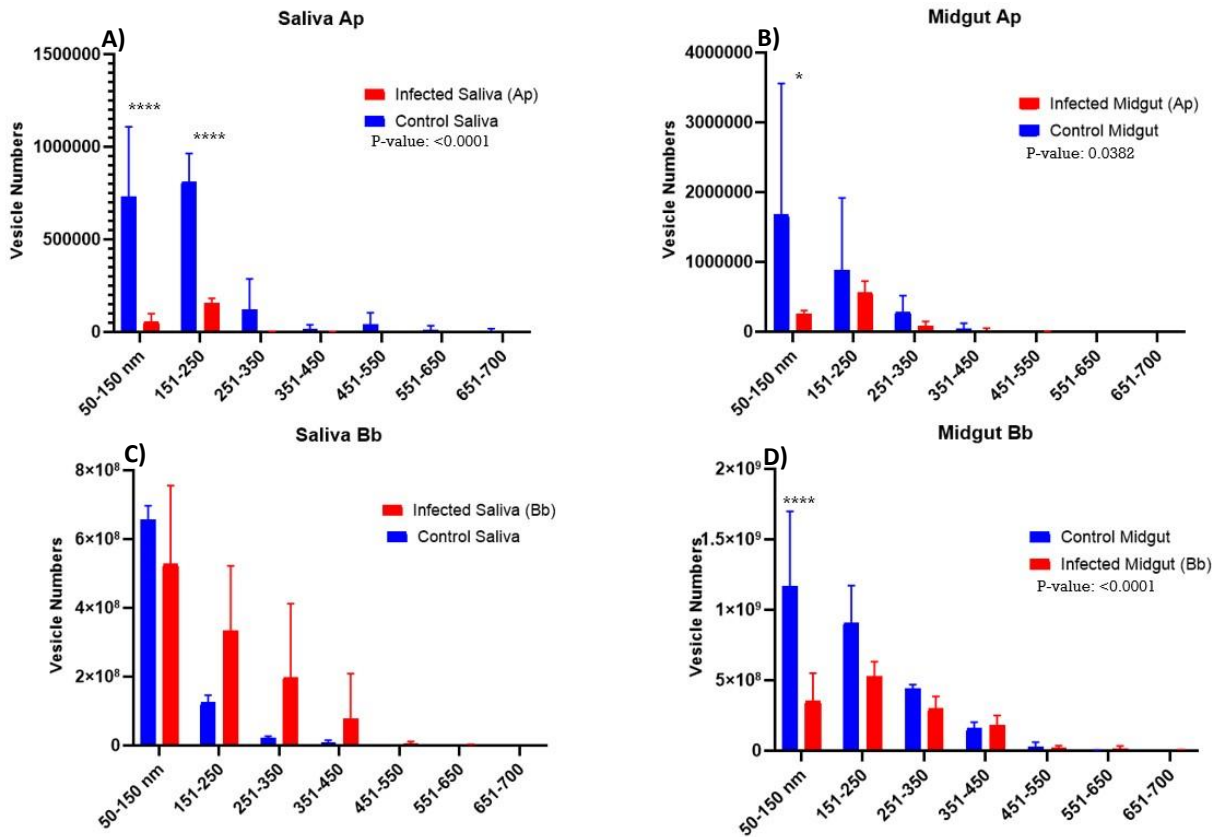 Saliva Ap
A)
1500000
1000000
500000
0
Vesicle Numbers
****
****
Infected Saliva (Ap)
Control Saliva
P-value: <0.0001
50-150 nm
151-250
251-350
351-450
451-550
551-650
651-700
Midgut Ap
B)
4000000
3000000
2000000
1000000
0
Vesicle Numbers
*
Infected Midgut (Ap)
Control Midgut
P-value: 0.0382
50-150 nm
151-250
251-350
351-450
451-550
551-650
651-700
Saliva Bb
C)
8×10⁸
6×10⁸
4×10⁸
2×10⁸
0
Vesicle Numbers
Infected Saliva (Bb)
Control Saliva
50-150 nm
151-250
251-350
351-450
451-550
551-650
651-700
Midgut Bb
D)
2×10⁹
1.5×10⁹
1×10⁹
5×10⁸
0
Vesicle Numbers
****
Control Midgut
Infected Midgut (Bb)
P-value: <0.0001
50-150 nm
151-250
251-350
351-450
451-550
551-650
651-700